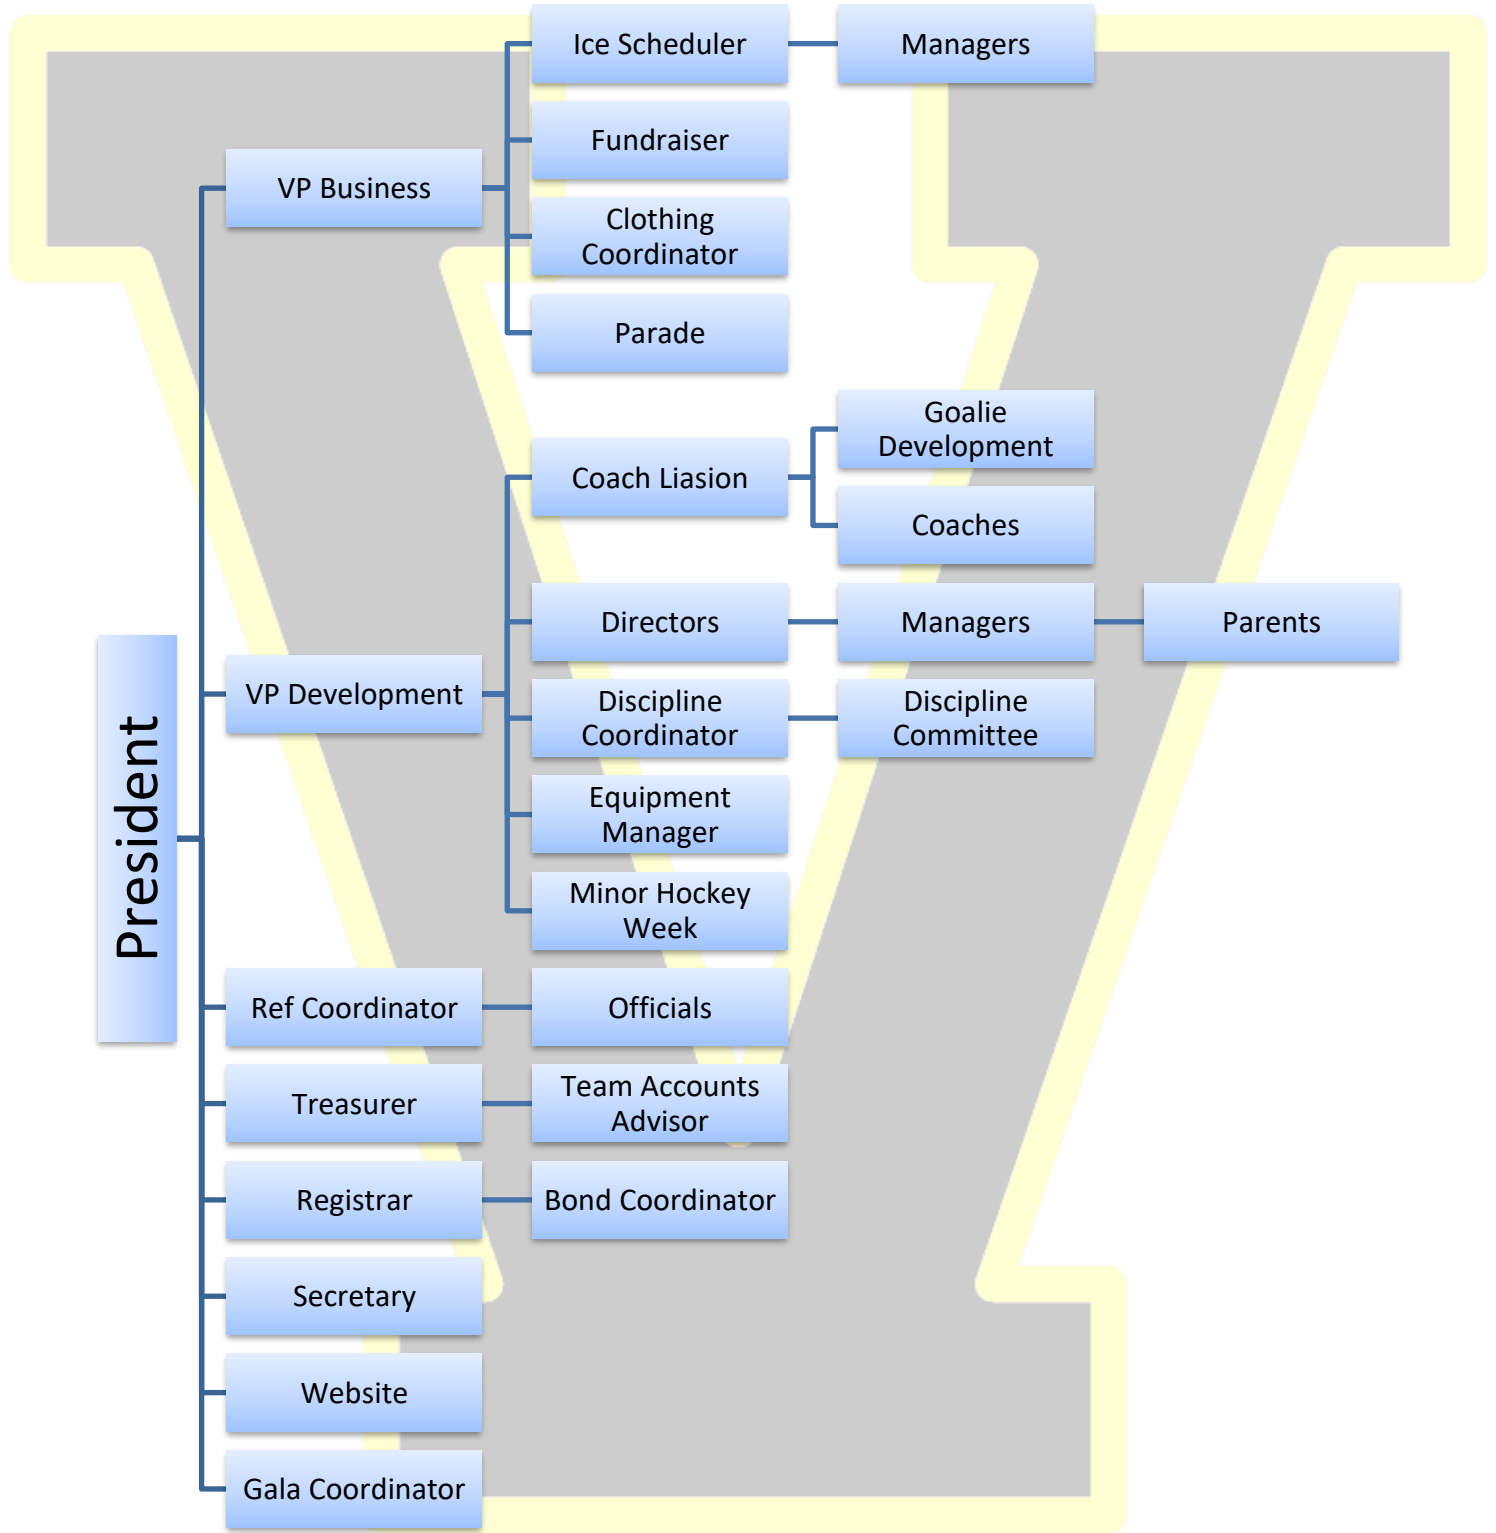 Ice Scheduler
Managers
Fundraiser
VP Business
Clothing
Coordinator
Parade
Goalie
Development
Coach Liasion
Coaches
Directors
Managers
Parents
VP Development
Discipline
Coordinator
Discipline
Committee
Equipment
Manager
Minor Hockey
Week
President
Ref Coordinator
Officials
Treasurer
Team Accounts
Advisor
Registrar
Bond Coordinator
Secretary
Website
Gala Coordinator